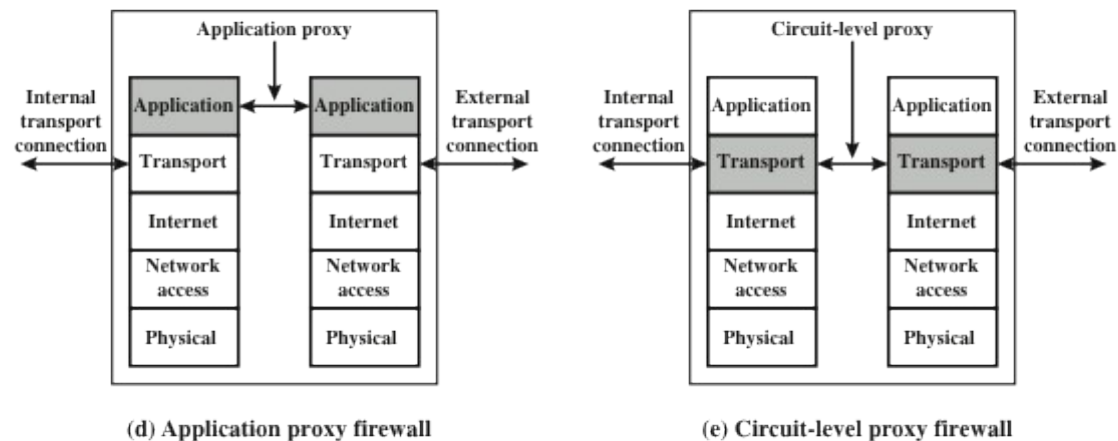 Application proxy
Internal
transport
connection
Application
Application
External
transport
connection
Transport
Transport
Internet
Internet
Network
access
Network
access
Physical
Physical
(d) Application proxy firewall
Circuit-level proxy
Internal
transport
connection
Application
Application
External
transport
connection
Transport
Transport
Internet
Internet
Network
access
Network
access
Physical
Physical
(e) Circuit-level proxy firewall